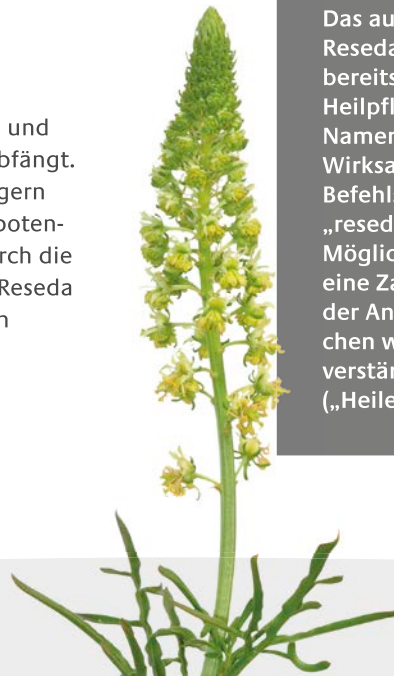 und
bfängt.
gern
poten-
rch die
Reseda
n
Das au
Reseda
bereits
Heilpfl
Namen
Wirksa
Befehls
„resed
Möglic
eine Za
der An
chen w
verstär
(„Heile